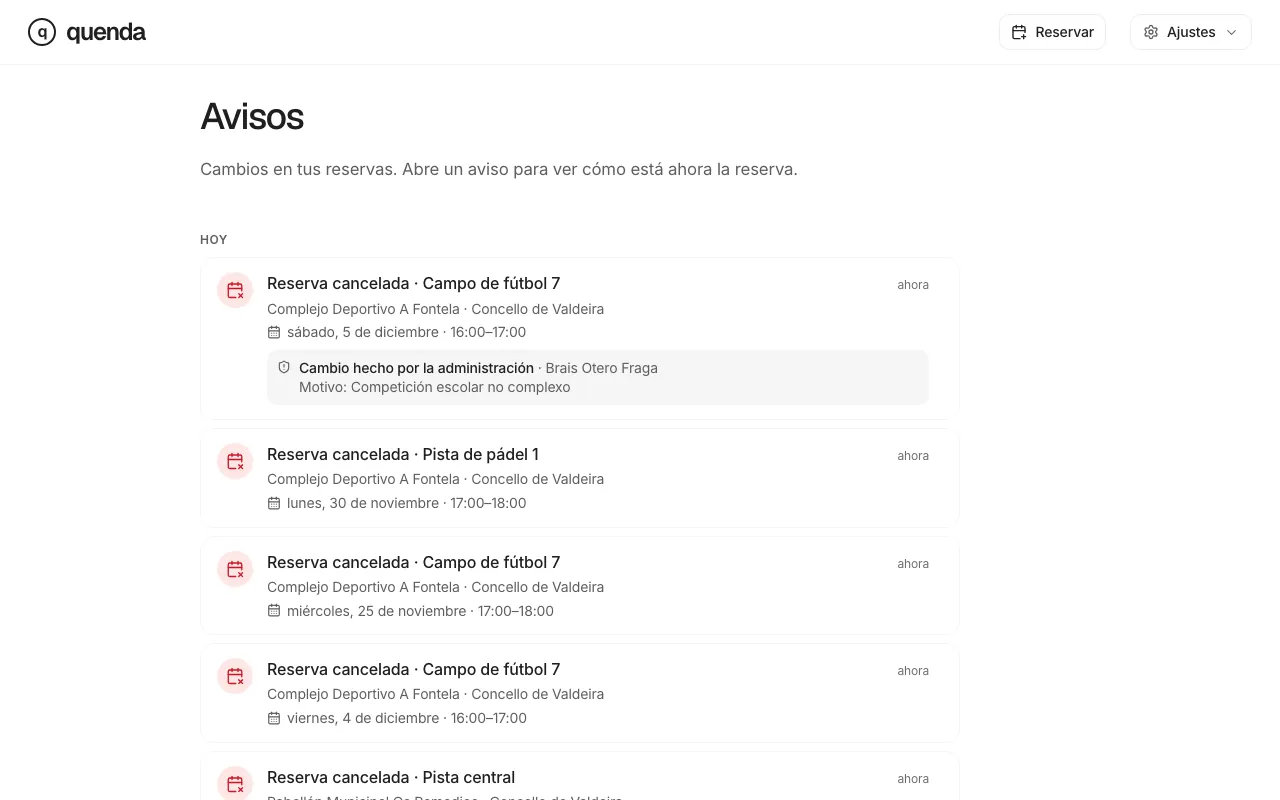 q quenda
Reservar
Ajustes
Avisos
Cambios en tus reservas. Abre un aviso para ver cómo está ahora la reserva.
HOY
Reserva cancelada · Campo de fútbol 7
ahora
Complejo Deportivo A Fontela · Concello de Valdeira
sábado, 5 de diciembre · 16:00–17:00
Cambio hecho por la administración · Brais Otero Fraga
Motivo: Competición escolar no complexo
Reserva cancelada · Pista de pádel 1
ahora
Complejo Deportivo A Fontela · Concello de Valdeira
lunes, 30 de noviembre · 17:00–18:00
Reserva cancelada · Campo de fútbol 7
ahora
Complejo Deportivo A Fontela · Concello de Valdeira
miércoles, 25 de noviembre · 17:00–18:00
Reserva cancelada · Campo de fútbol 7
ahora
Complejo Deportivo A Fontela · Concello de Valdeira
viernes, 4 de diciembre · 16:00–17:00
Reserva cancelada · Pista central
ahora